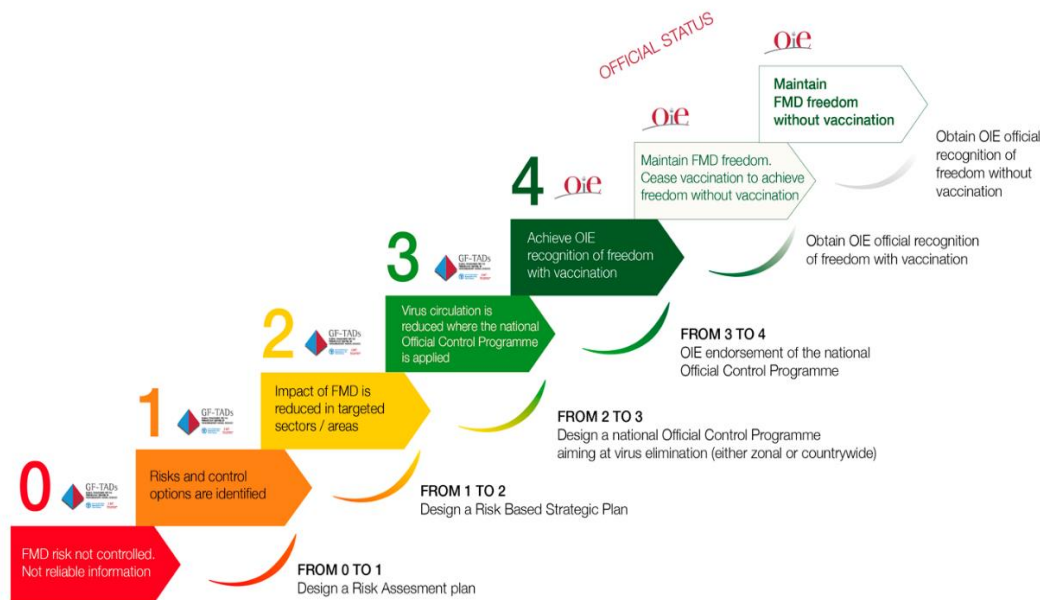 OFFICIAL STATUS
OiE
Maintain
FMD freedom
without vaccination
Obtain OIE official
recognition of
freedom without
vaccination
OiE
Maintain FMD freedom.
Cease vaccination to achieve
freedom without vaccination
Obtain OIE official recognition
of freedom with vaccination
4
OiE
Achieve OIE
recognition of freedom
with vaccination
FROM 3 TO 4
OIE endorsement of the national
Official Control Programme
3
GF-TADs
Virus circulation is
reduced where the national
Official Control Programme
is applied
FROM 2 TO 3
Design a national Official Control Programme
aiming at virus elimination (either zonal or countrywide)
2
GF-TADs
Impact of FMD is
reduced in targeted
sectors / areas
FROM 1 TO 2
Design a Risk Based Strategic Plan
1
GF-TADs
Risks and control
options are identified
FROM 0 TO 1
Design a Risk Assesment plan
0
GF-TADs
FMD risk not controlled.
Not reliable information